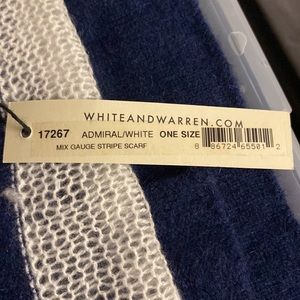 WHITEANDWARREN.COM
17267 ADMIRAL/WHITE ONE SIZE
MIX GAUGE STRIPE SCARF
8 86724 65501 2